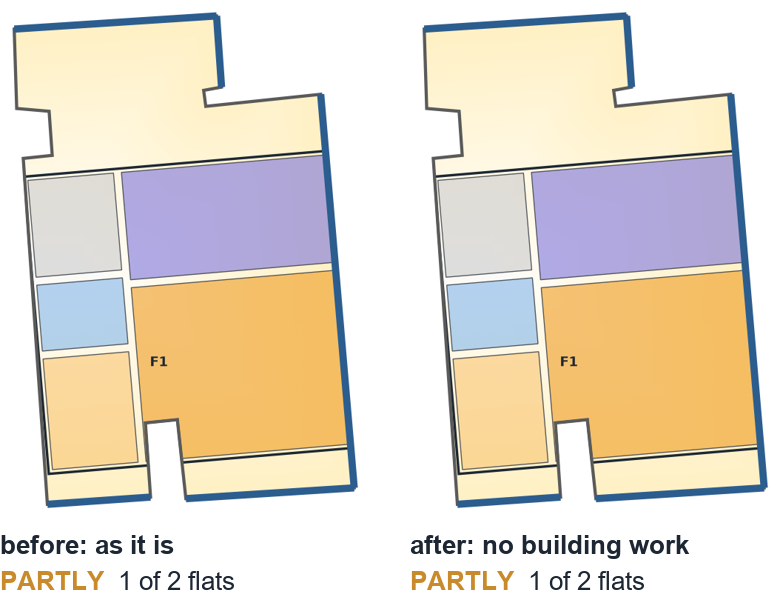 F1
F1
before: as it is
PARTLY 1 of 2 flats
after: no building work
PARTLY 1 of 2 flats